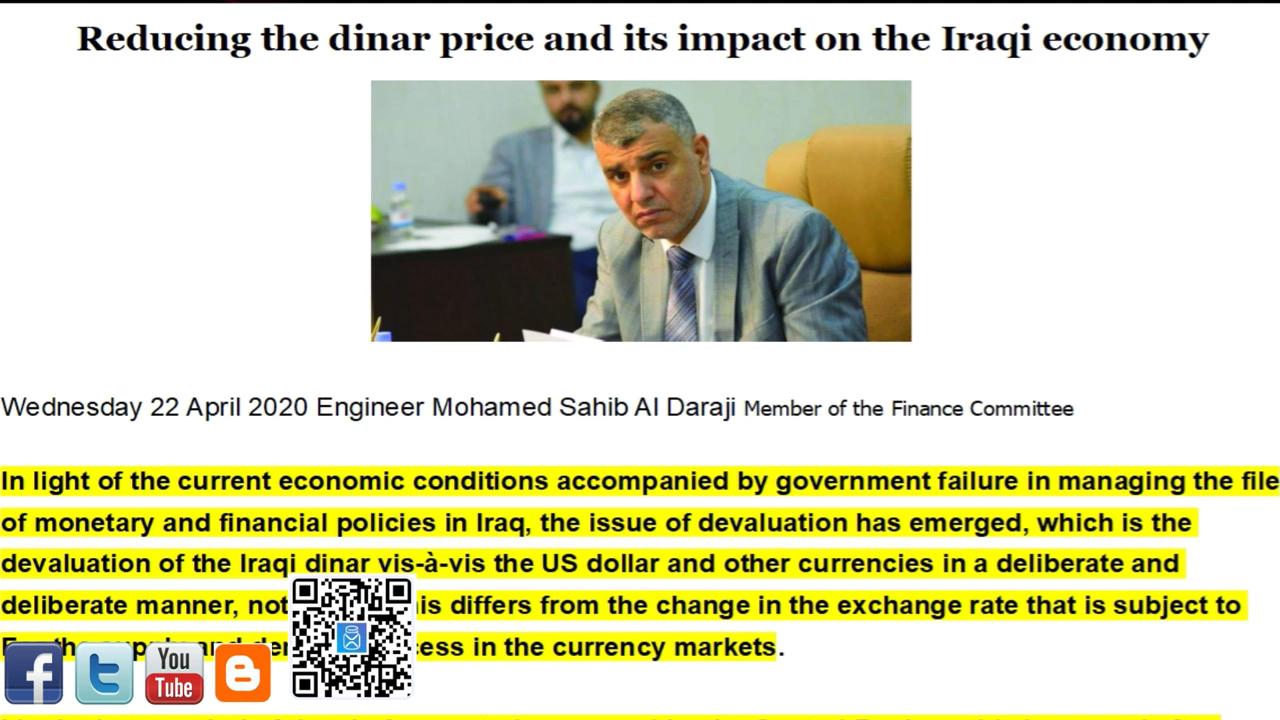 Reducing the dinar price and its impact on the Iraqi economy
Wednesday 22 April 2020 Engineer Mohamed Sahib Al Daraji Member of the Finance Committee
In light of the current economic conditions accompanied by government failure in managing the file
of monetary and financial policies in Iraq, the issue of devaluation has emerged, which is the
devaluation of the Iraqi dinar vis-à-vis the US dollar and other currencies in a deliberate and
deliberate manner, not is differs from the change in the exchange rate that is subject to
in the currency markets.
You
Tube